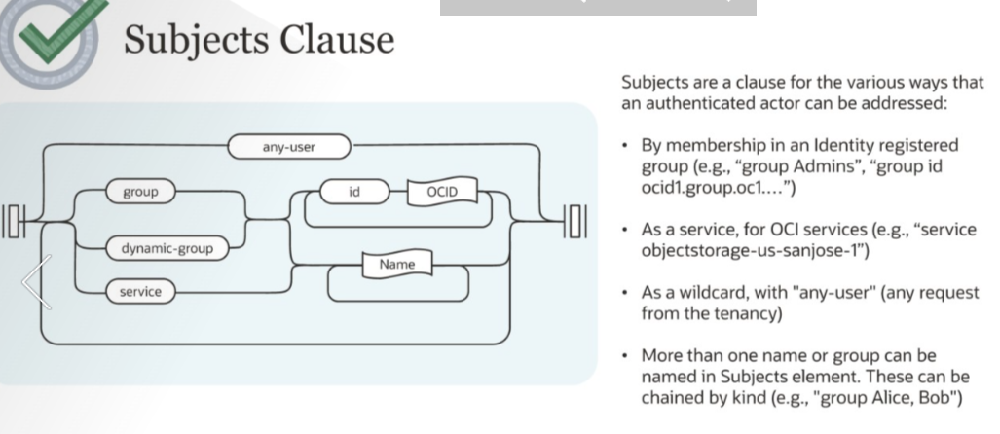 Subjects Clause
any-user
group
id
OCID
dynamic-group
Name
service
Subjects are a clause for the various ways that
an authenticated actor can be addressed:
• By membership in an Identity registered
group (e.g., “group Admins”, “group id
ocid1.group.oc1....”)
• As a service, for OCI services (e.g., “service
objectstorage-us-sanjose-1”)
• As a wildcard, with "any-user" (any request
from the tenancy)
• More than one name or group can be
named in Subjects element. These can be
chained by kind (e.g., "group Alice, Bob")